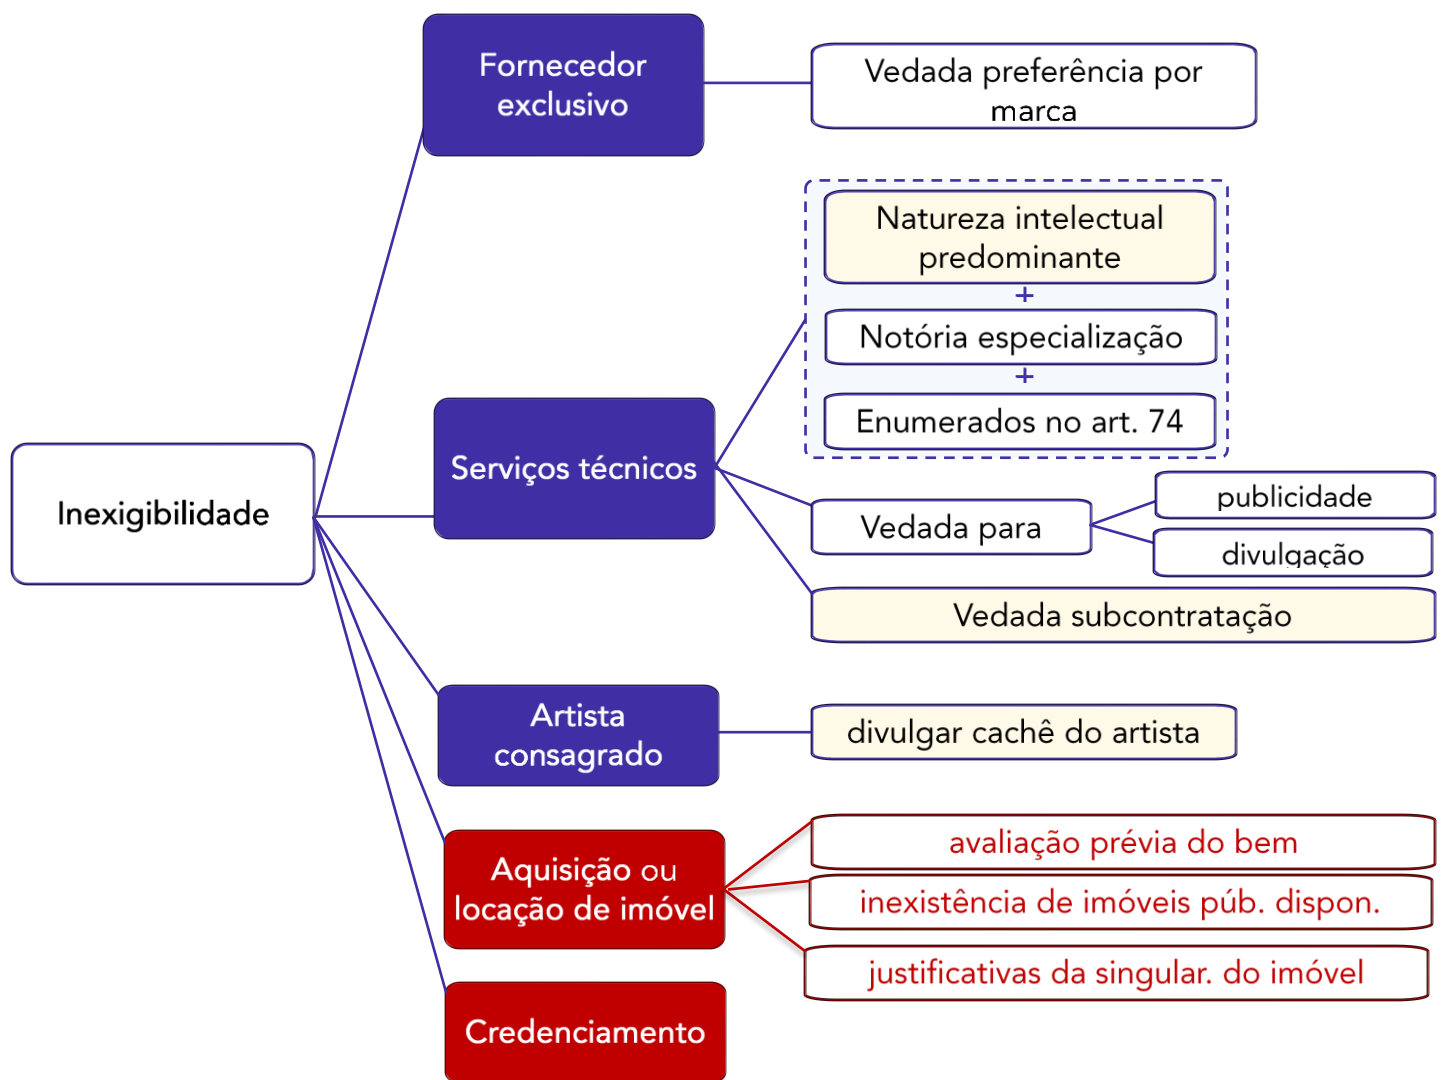 Fornecedor
exclusivo
Vedada preferência por
marca
Natureza intelectual
predominante
+
Notória especialização
+
Enumerados no art. 74
Inexigibilidade
Serviços técnicos
Vedada para
publicidade
divulgação
Vedada subcontratação
Artista
consagrado
divulgar cachê do artista
Aquisição ou
locação de imóvel
avaliação prévia do bem
inexistência de imóveis púb. dispon.
justificativas da singular. do imóvel
Credenciamento